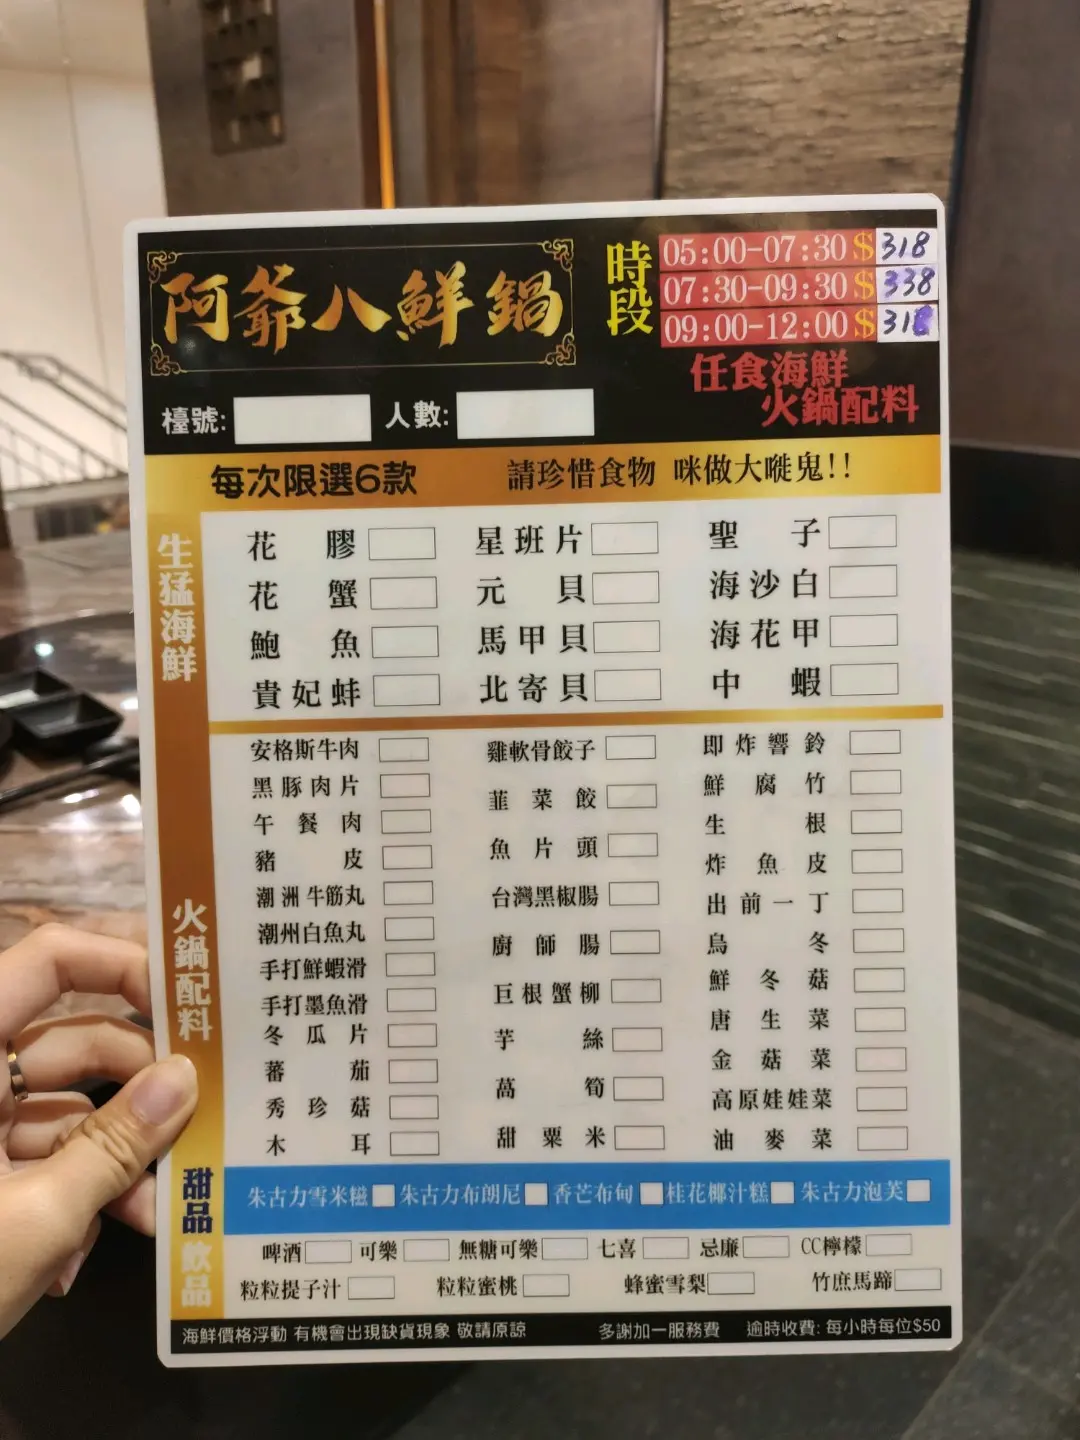 阿爺八鮮鍋
時段
05:00-07:30 $ 318
07:30-09:30 $ 338
09:00-12:00 $ 318
任食海鮮
火鍋配料
檯號: 人數:
每次限選6款 請珍惜食物 咪做大嘥鬼!!
生猛海鮮
花膠 星班片 聖子
花蟹 元貝 海沙白
鮑魚 馬甲貝 海花甲
貴妃蚌 北寄貝 中蝦
火鍋配料
安格斯牛肉 雞軟骨餃子 即炸響鈴
黑豚肉片 韮菜餃 鮮腐竹
午餐肉 魚片頭 生根
豬皮 台灣黑椒腸 炸魚皮
潮洲牛筋丸 廚師腸 出前一丁
潮州白魚丸 巨根蟹柳 烏冬
手打鮮蝦滑 芋絲 鮮冬菇
手打墨魚滑 萵筍 唐生菜
冬瓜片 甜粟米 金菇菜
蕃茄 高原娃娃菜
秀珍菇 油麥菜
木耳
甜品
朱古力雪米糍 朱古力布朗尼 香芒布甸 桂花椰汁糕 朱古力泡芙
飲品
啤酒 可樂 無糖可樂 七喜 忌廉 CC檸檬
粒粒提子汁 粒粒蜜桃 蜂蜜雪梨 竹庶馬蹄
海鮮價格浮動 有機會出現缺貨現象 敬請原諒 多謝加一服務費 逾時收費: 每小時每位$50